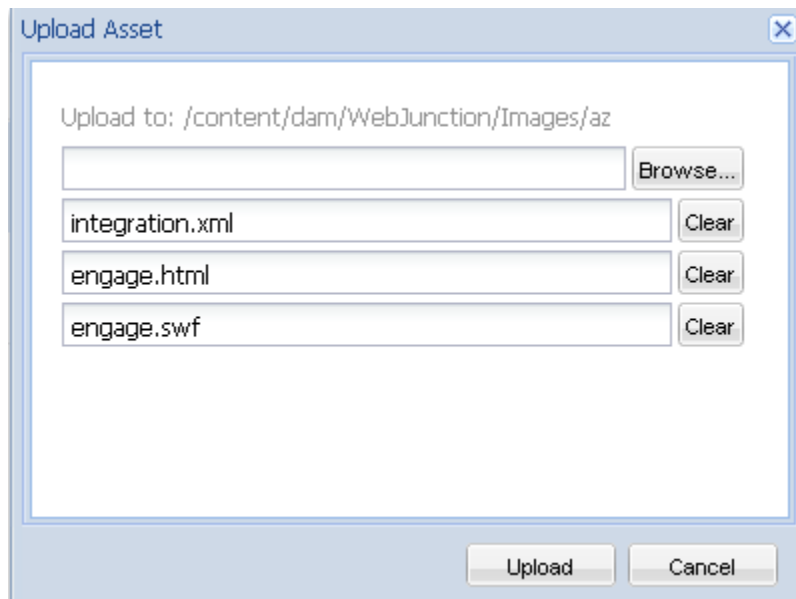 Upload Asset
Upload to: /content/dam/WebJunction/Images/az
Browse...
integration.xml Clear
engage.html Clear
engage.swf Clear
Upload Cancel